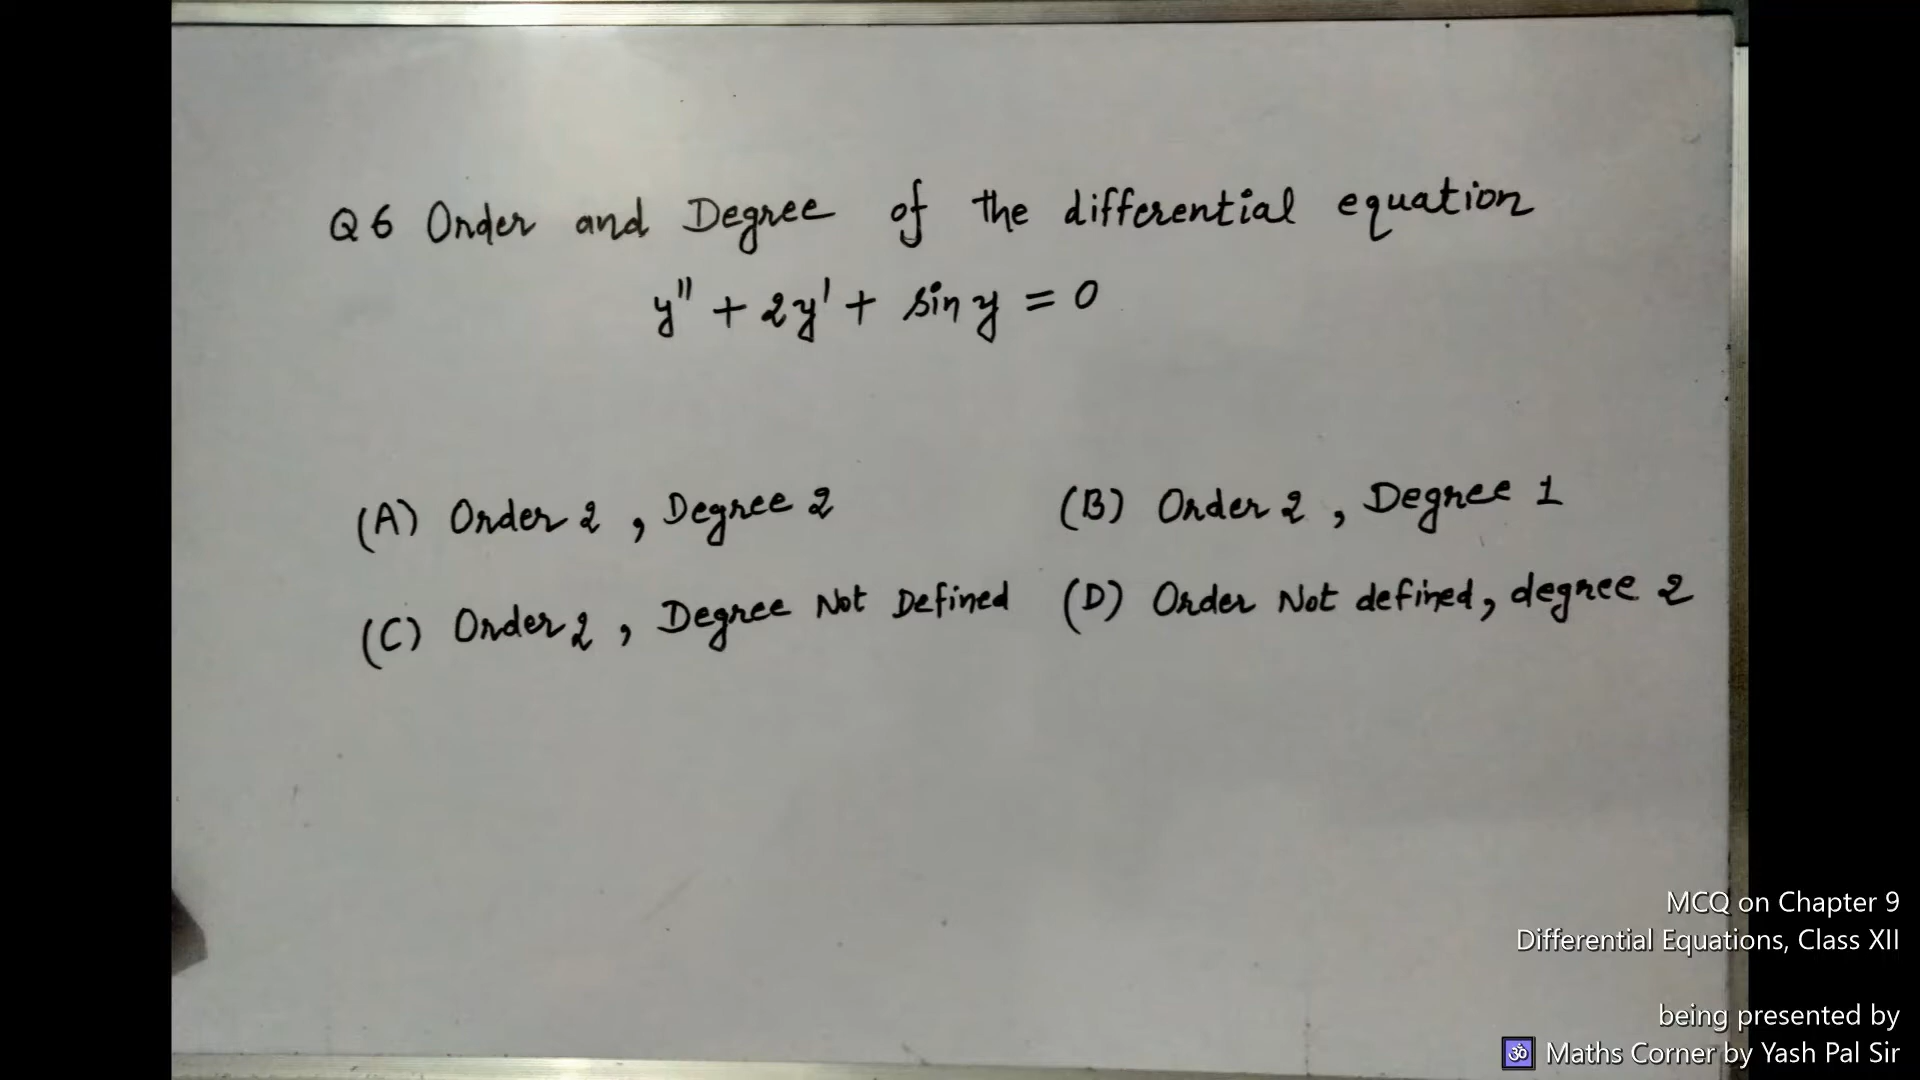 Q6 Order and Degree of the differential equation
y'' + 2y' + sin y = 0
(A) Order 2 , Degree 2
(B) Order 2 , Degree 1
(C) Order 2 , Degree Not Defined
(D) Order Not defined, degree 2
MCQ on Chapter 9
Differential Equations, Class XII
being presented by
ॐ Maths Corner by Yash Pal Sir